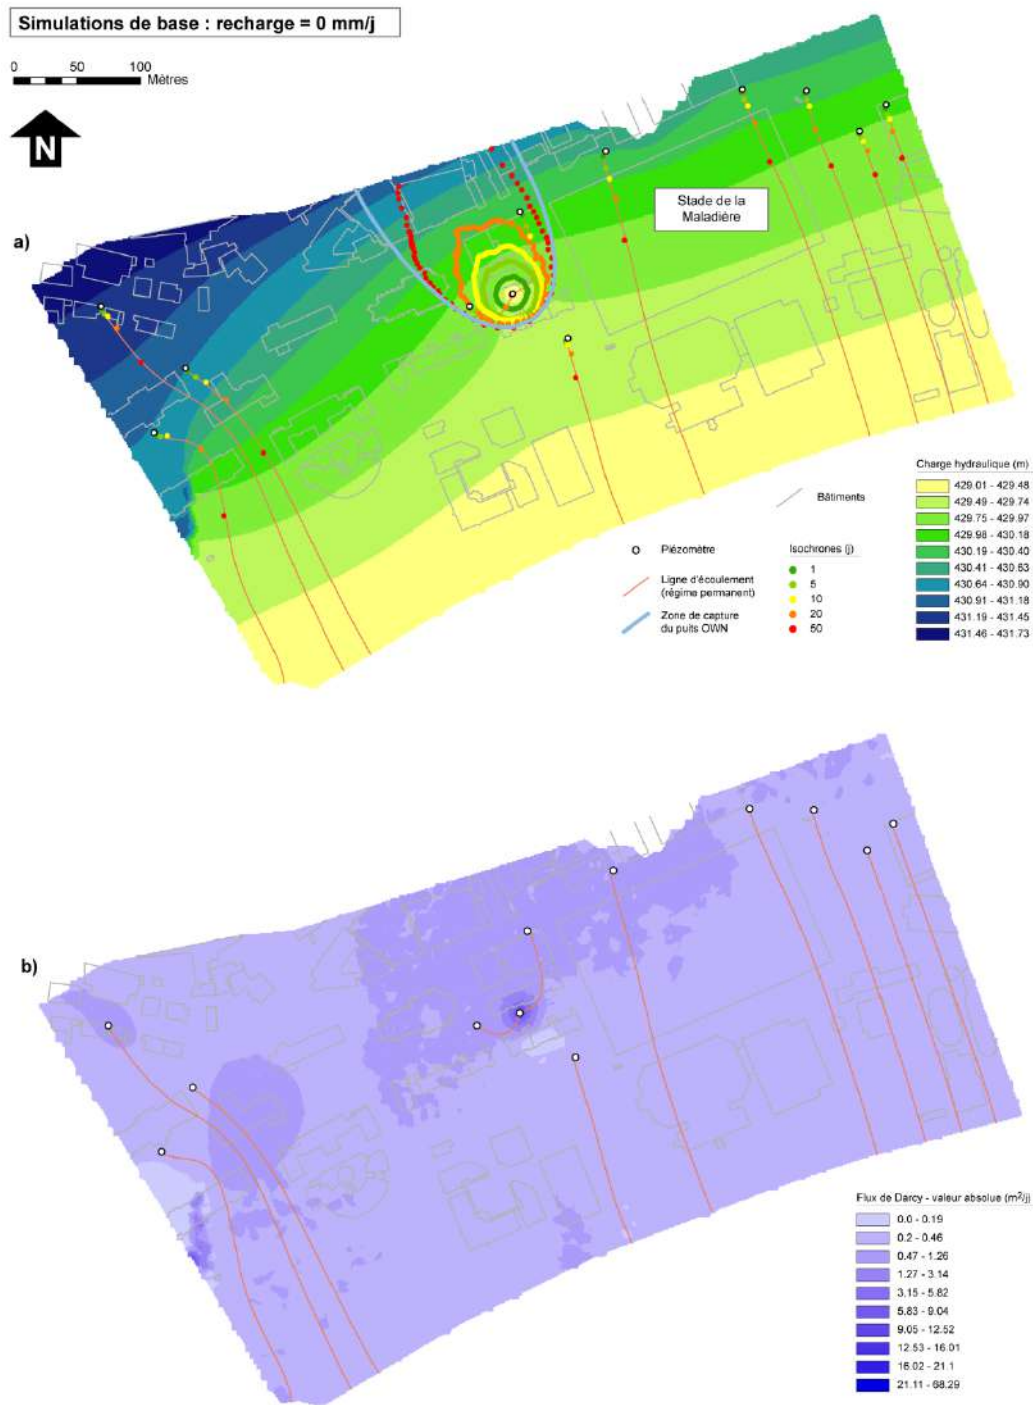 Simulations de base : recharge = 0 mm/j
0 50 100
Mètres
N
a)
Stade de la
Maladière
Charge hydraulique (m)
429.01 - 429.48
429.49 - 429.74
429.75 - 429.97
429.98 - 430.18
430.19 - 430.40
430.41 - 430.63
430.64 - 430.90
430.91 - 431.18
431.19 - 431.45
431.46 - 431.73
Bâtiments
Piézomètre
Ligne d'écoulement
(régime permanent)
Zone de capture
du puits OWN
Isochrones (j)
1
5
10
20
50
b)
Flux de Darcy - valeur absolue (m²/j)
0.0 - 0.19
0.2 - 0.46
0.47 - 1.26
1.27 - 3.14
3.15 - 5.82
5.83 - 9.04
9.05 - 12.52
12.53 - 16.01
16.02 - 21.1
21.11 - 68.29